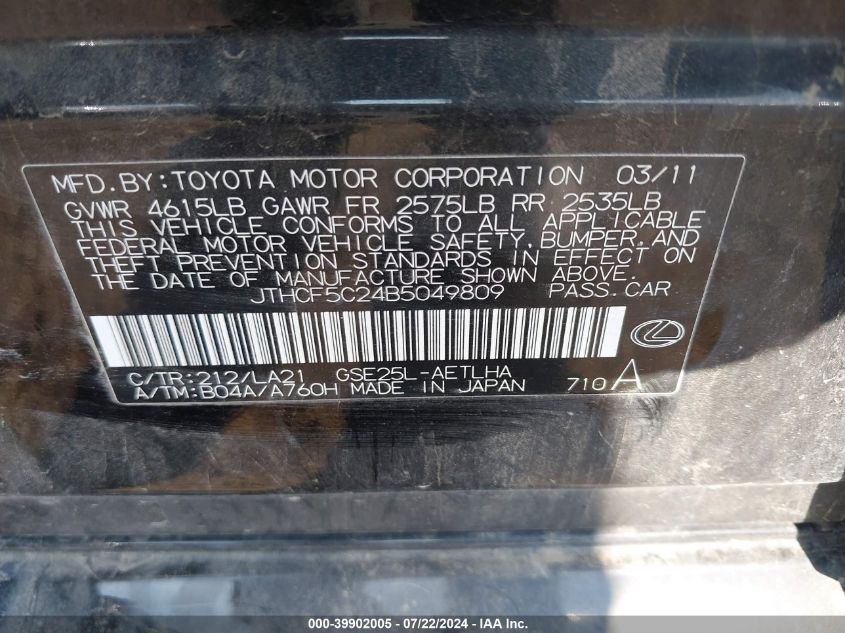 MFD.BY:TOYOTA MOTOR CORPORATION 03/11
GVWR 4615LB GAWR FR 2575LB RR 2535LB
THIS VEHICLE CONFORMS TO ALL APPLICABLE
FEDERAL MOTOR VEHICLE SAFETY,BUMPER,AND
THEFT PREVENTION STANDARDS IN EFFECT ON
THE DATE OF MANUFACTURE SHOWN ABOVE.
JTHCF5C24B5049809 PASS.CAR
C/TR:212/LA21 GSE25L-AETLHA
A/TM:B04A/A760H MADE IN JAPAN 710 A
000-39902005 - 07/22/2024 - IAA Inc.